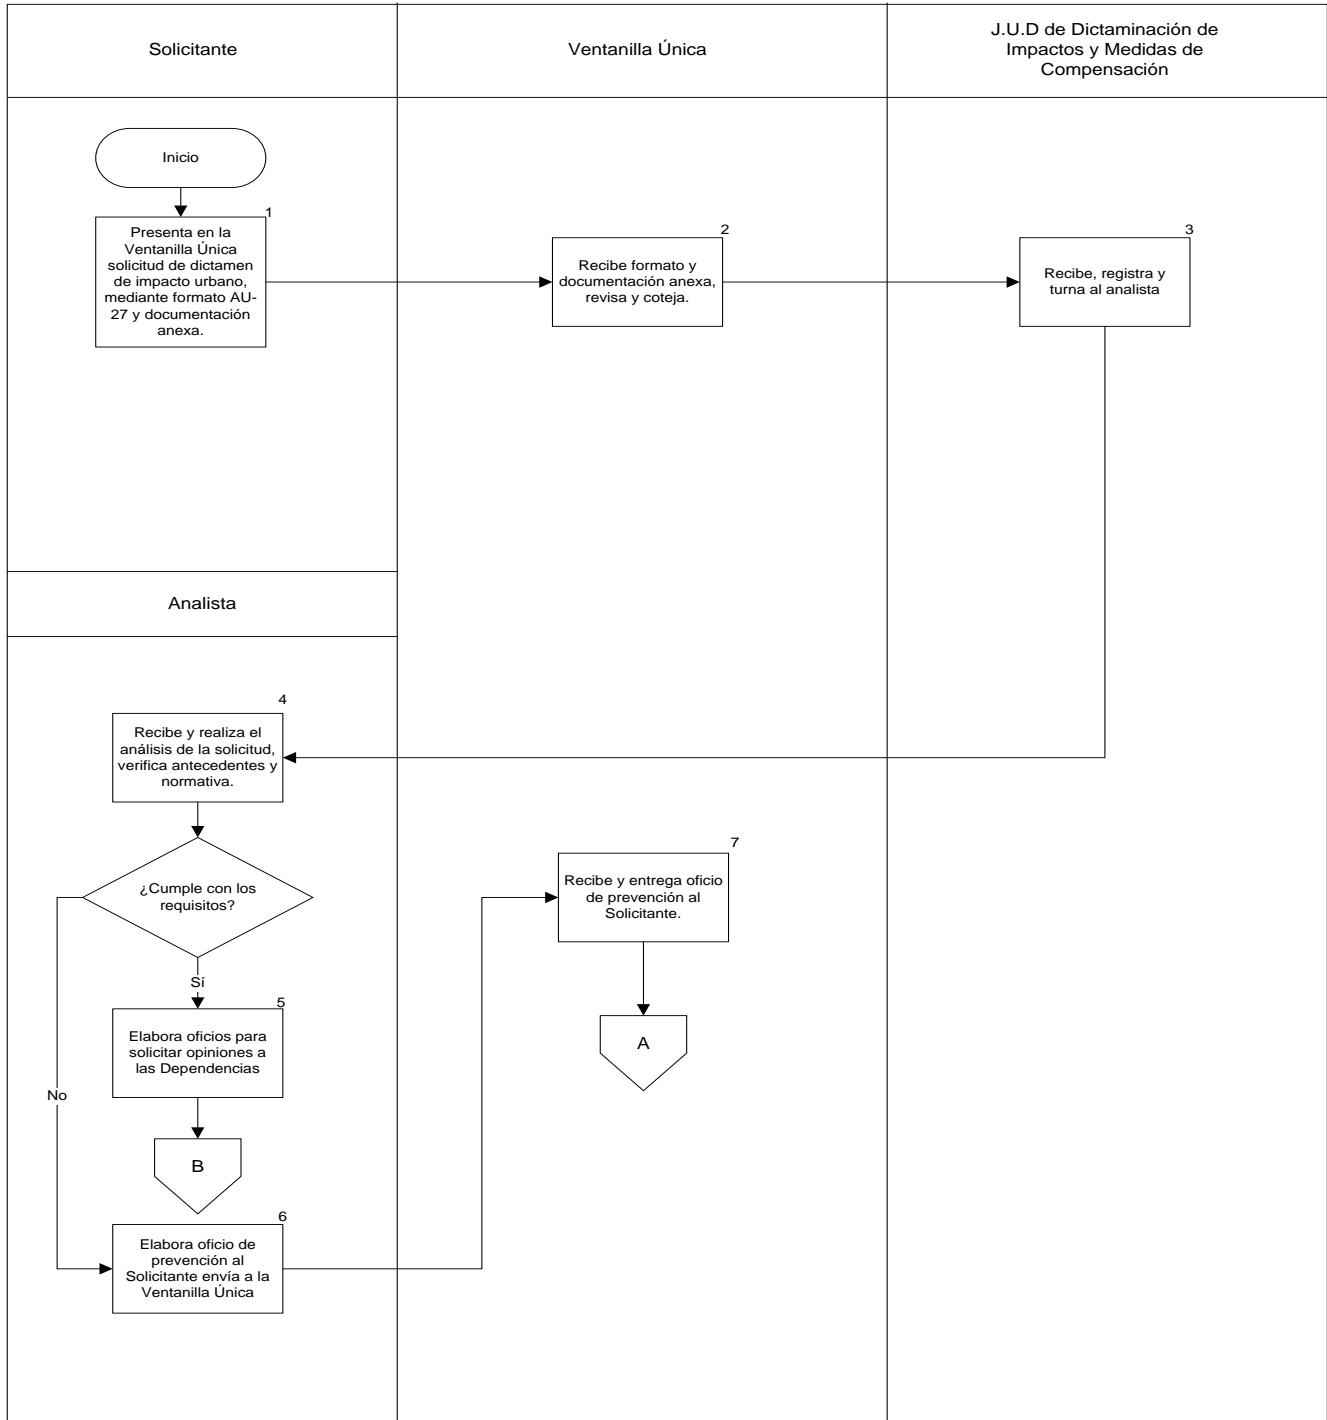 Solicitante
Ventanilla Única
J.U.D de Dictaminación de
Impactos y Medidas de
Compensación
Inicio
1
Presenta en la
Ventanilla Única
solicitud de dictamen
de impacto urbano,
mediante formato AU-
27 y documentación
anexa.
2
Recibe formato y
documentación anexa,
revisa y coteja.
3
Recibe, registra y
turna al analista
Analista
4
Recibe y realiza el
análisis de la solicitud,
verifica antecedentes y
normativa.
¿Cumple con los
requisitos?
7
Recibe y entrega oficio
de prevención al
Solicitante.
A
Sí
5
Elabora oficios para
solicitar opiniones a
las Dependencias
No
B
6
Elabora oficio de
prevención al
Solicitante envía a la
Ventanilla Única